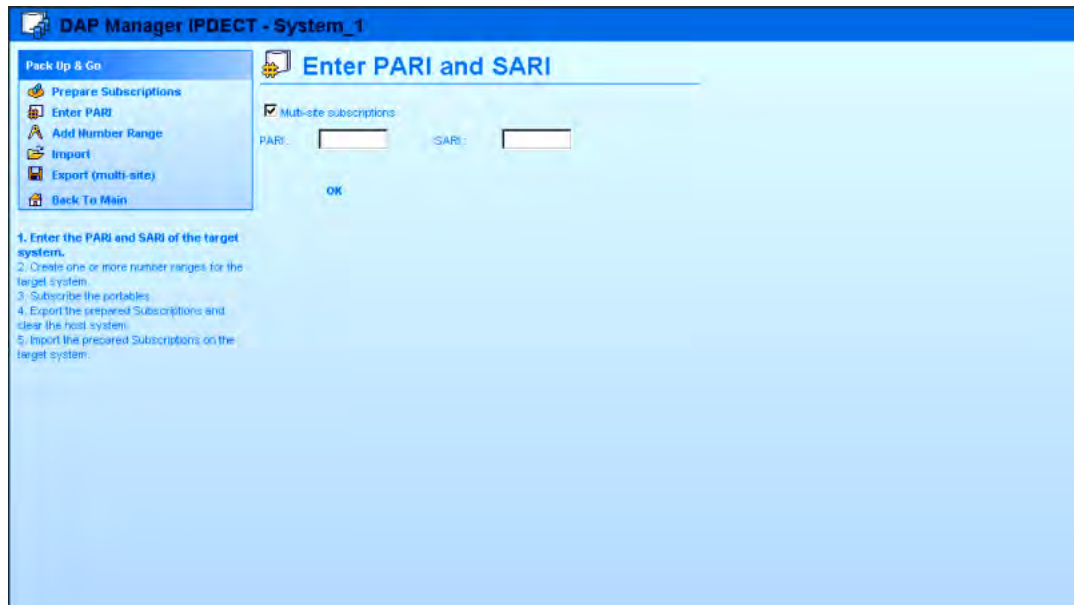 DAP Manager IPDECT - System_1
Pack Up & Go
Prepare Subscriptions
Enter PARI
Add Number Range
Import
Export (multi-site)
Back To Main
1. Enter the PARI and SARI of the target
system.
2. Create one or more number ranges for the
target system.
3. Subscribe the portables
4. Export the prepared Subscriptions and
clear the host system.
5. Import the prepared Subscriptions on the
target system.
Enter PARI and SARI
Multi-site subscriptions
PARI: SARI:
OK